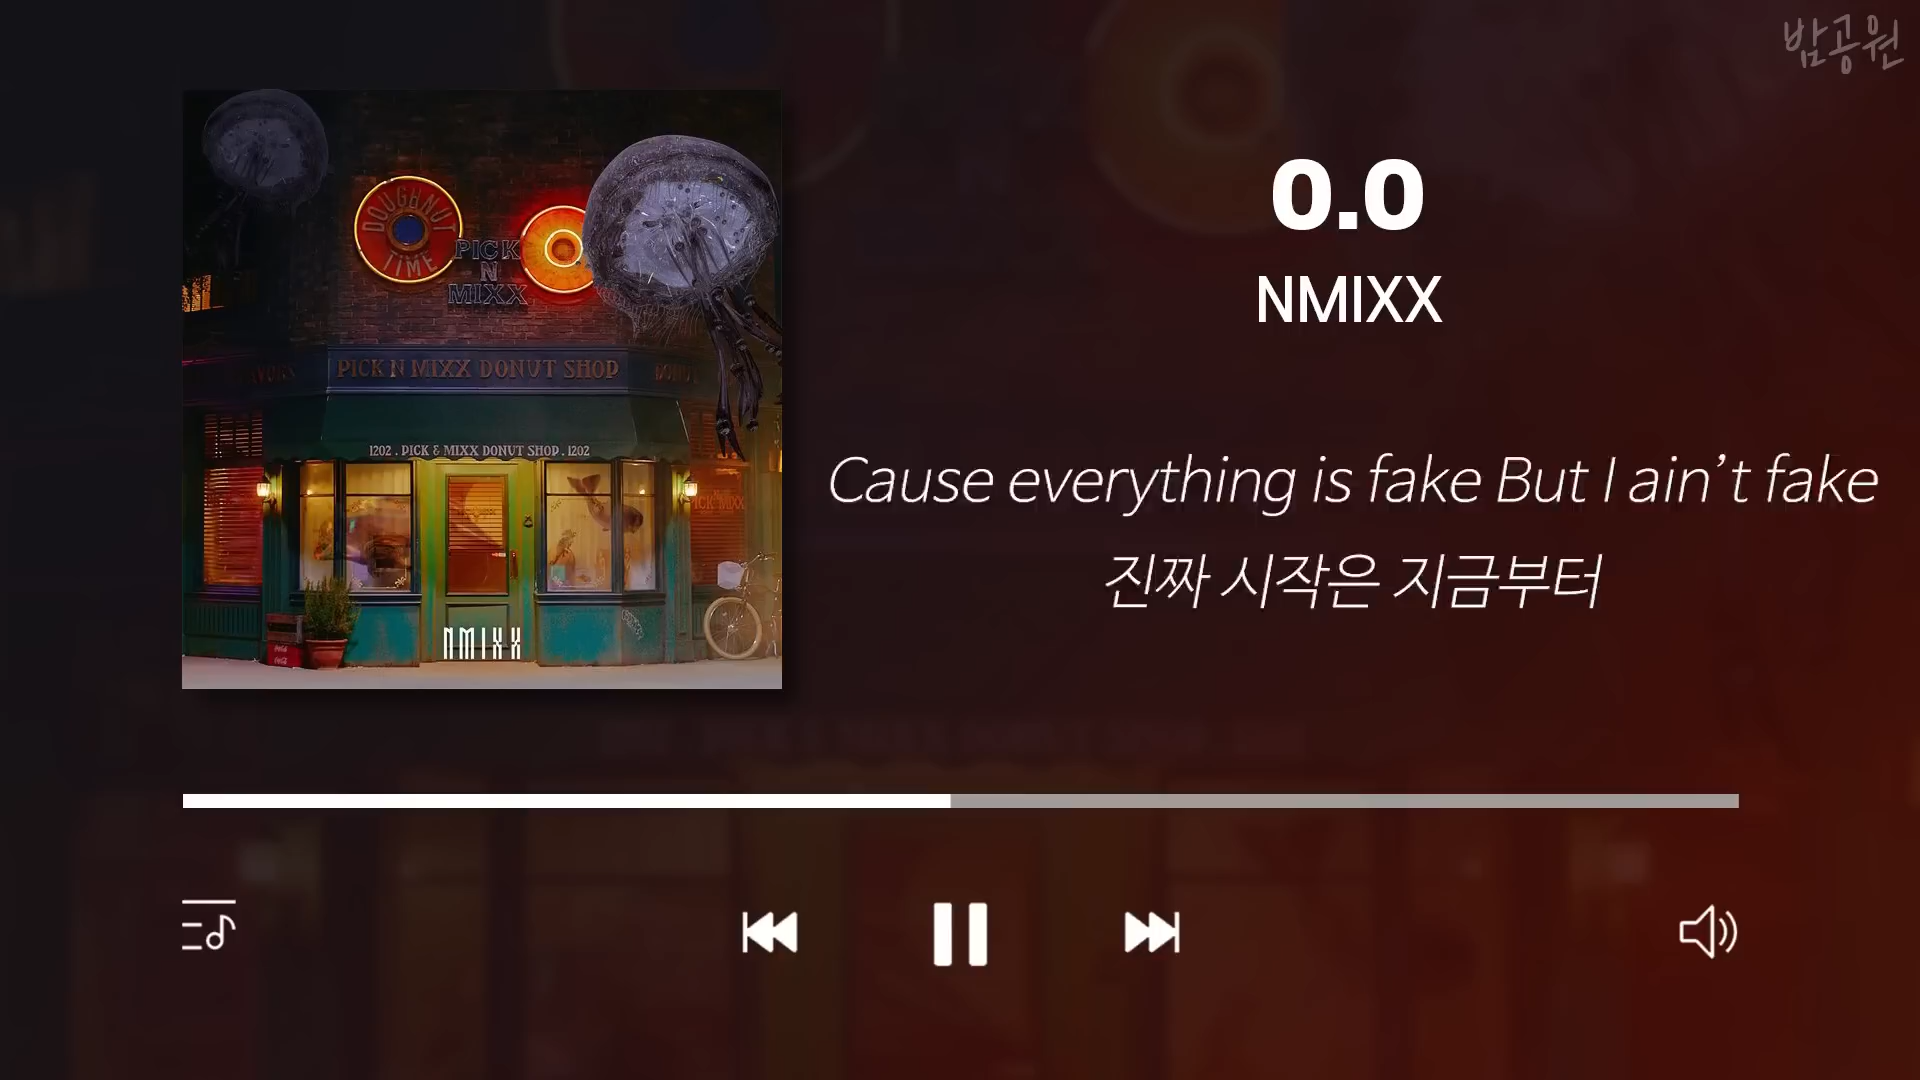 밤공원
DOUGHNUT
TIME
PICK
N
MIXX
PICK N MIXX DONUT SHOP
1202 . PICK & MIXX DONUT SHOP . 1202
NMIXX
0.0
NMIXX
Cause everything is fake But I ain’t fake
진짜 시작은 지금부터